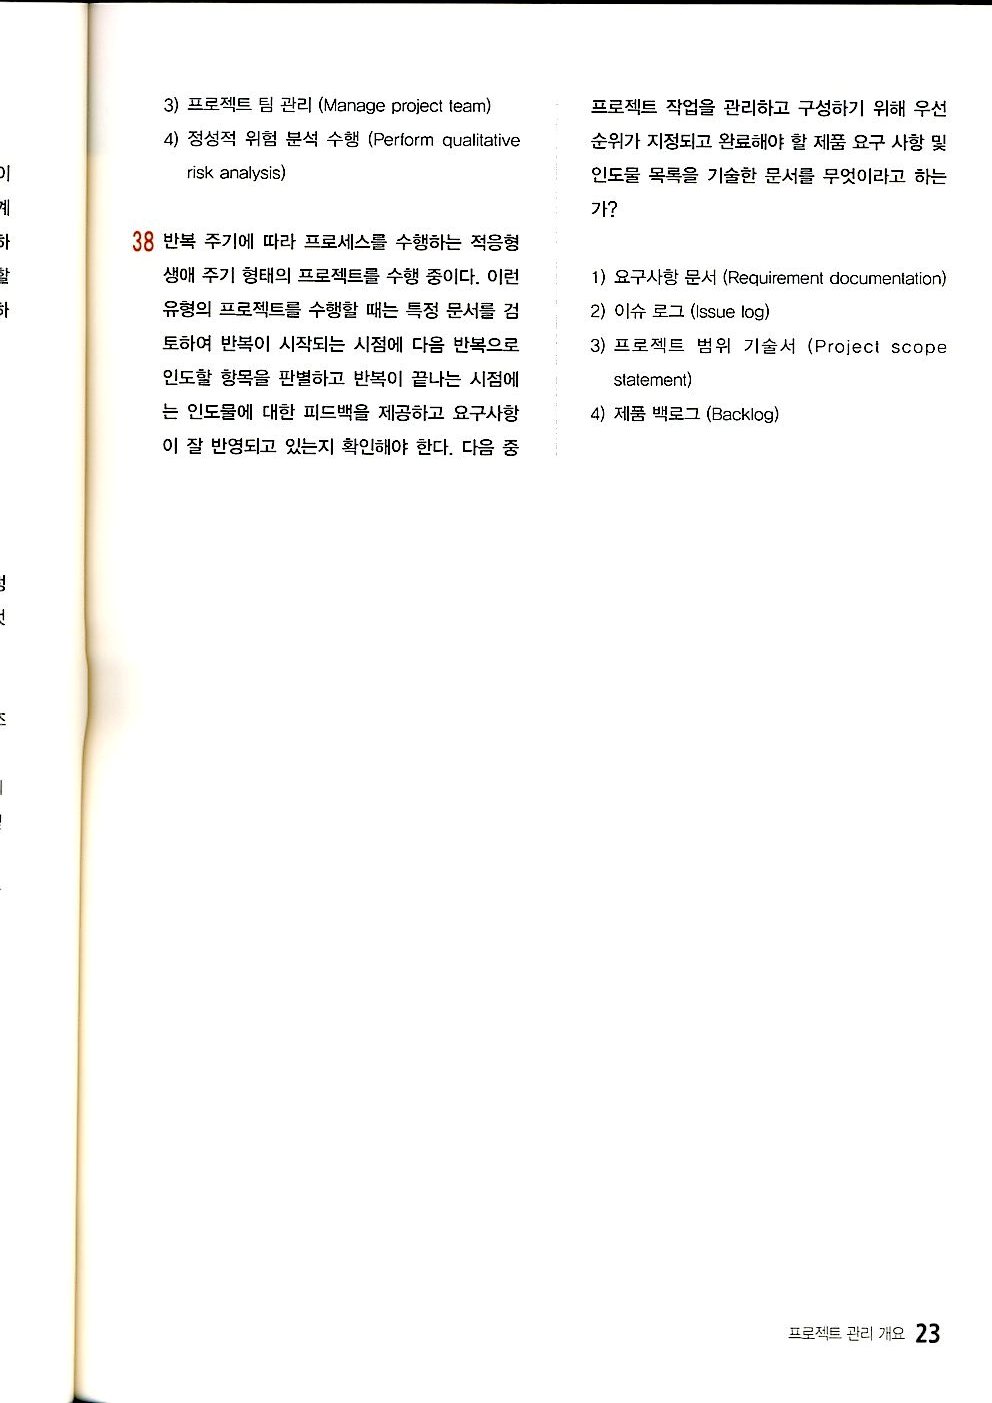 3) 프로젝트 팀 관리 (Manage project team)
4) 정성적 위험 분석 수행 (Perform qualitative
risk analysis)
38 반복 주기에 따라 프로세스를 수행하는 적응형
생애 주기 형태의 프로젝트를 수행 중이다. 이런
유형의 프로젝트를 수행할 때는 특정 문서를 검
토하여 반복이 시작되는 시점에 다음 반복으로
인도할 항목을 판별하고 반복이 끝나는 시점에
는 인도물에 대한 피드백을 제공하고 요구사항
이 잘 반영되고 있는지 확인해야 한다. 다음 중
프로젝트 작업을 관리하고 구성하기 위해 우선
순위가 지정되고 완료해야 할 제품 요구 사항 및
인도물 목록을 기술한 문서를 무엇이라고 하는
가?
1) 요구사항 문서 (Requirement documentation)
2) 이슈 로그 (Issue log)
3) 프로젝트 범위 기술서 (Project scope
statement)
4) 제품 백로그 (Backlog)
프로젝트 관리 개요 23